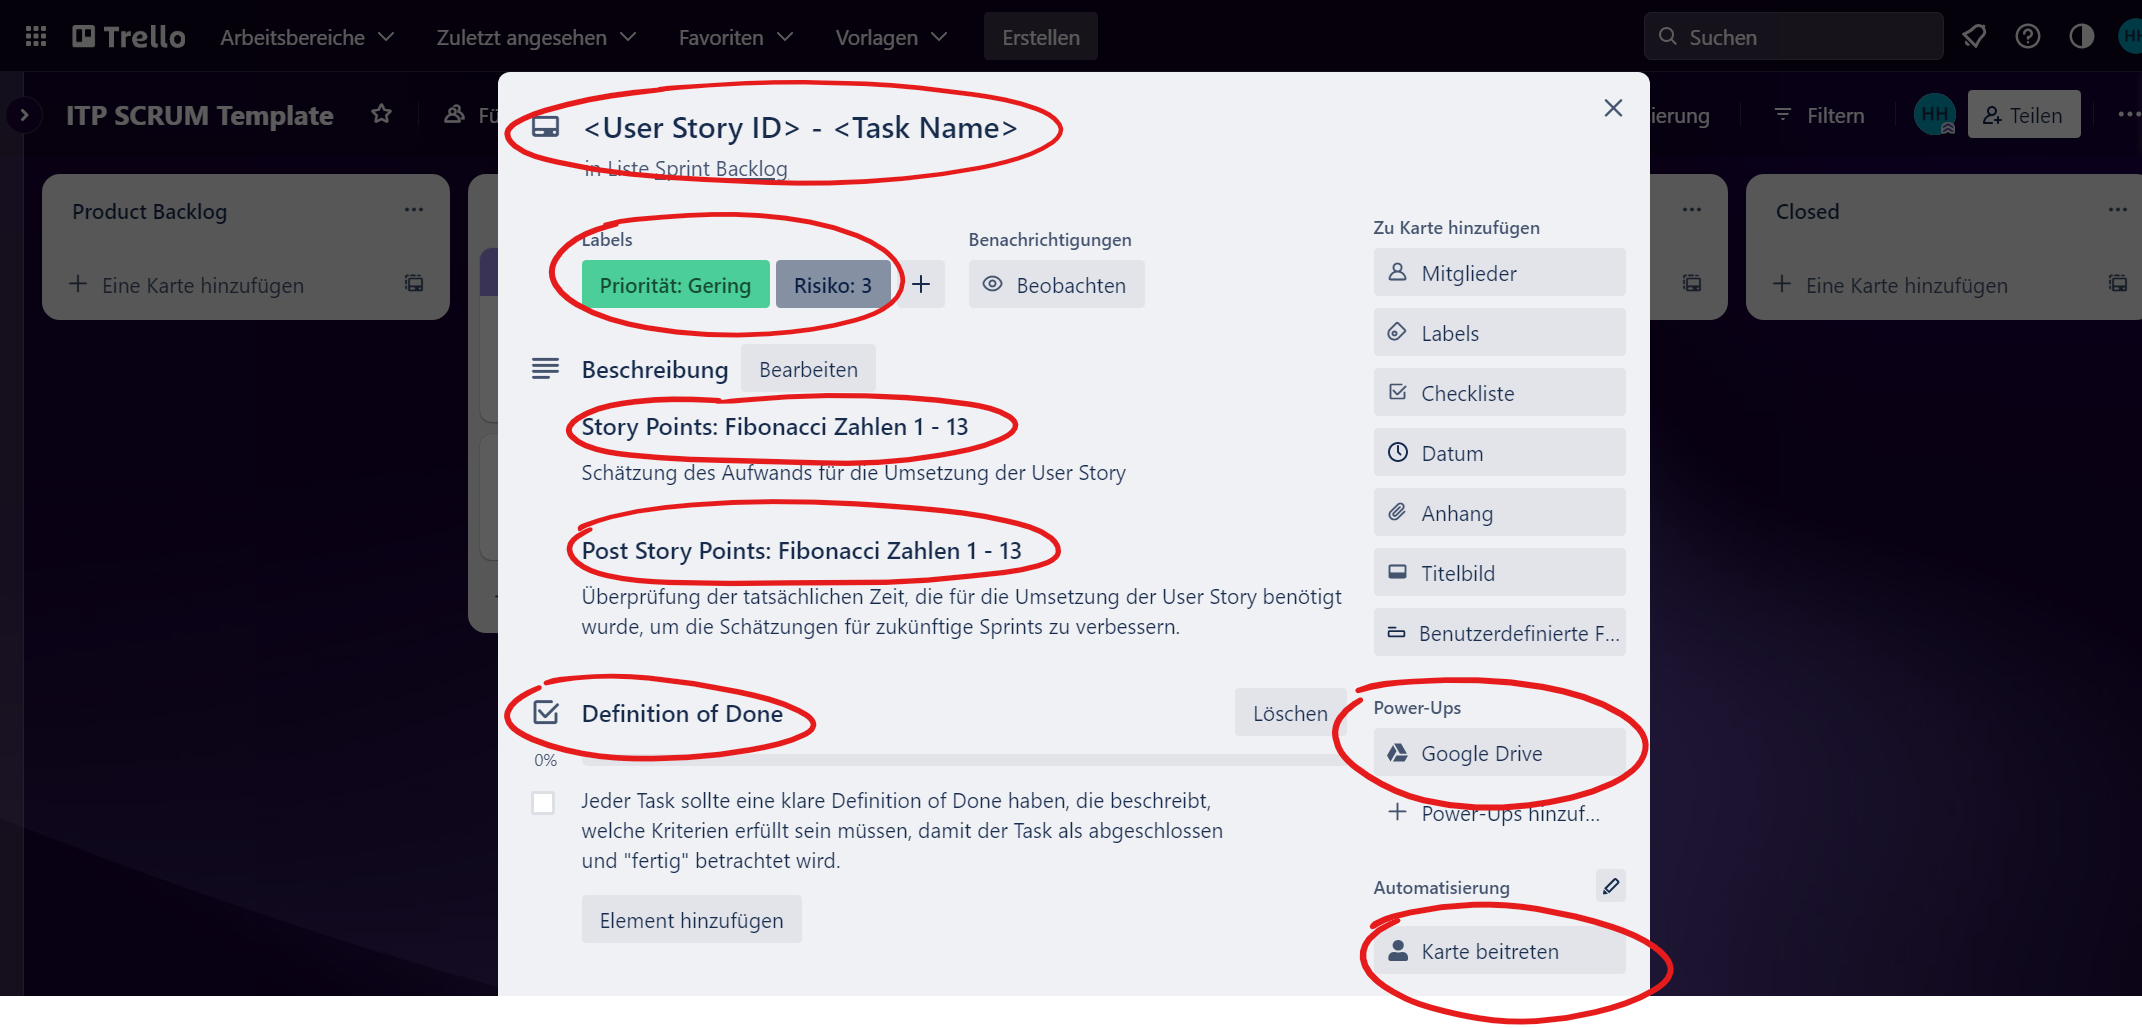 Trello
Arbeitsbereiche
Zuletzt angesehen
Favoriten
Vorlagen
Erstellen
Suchen
HH
ITP SCRUM Template
Filtern
HH
Teilen
Product Backlog
Eine Karte hinzufügen
Closed
Eine Karte hinzufügen
<User Story ID> - <Task Name>
in Liste Sprint Backlog
Labels
Priorität: Gering
Risiko: 3
Benachrichtigungen
Beobachten
Beschreibung
Bearbeiten
Story Points: Fibonacci Zahlen 1 - 13
Schätzung des Aufwands für die Umsetzung der User Story
Post Story Points: Fibonacci Zahlen 1 - 13
Überprüfung der tatsächlichen Zeit, die für die Umsetzung der User Story benötigt
wurde, um die Schätzungen für zukünftige Sprints zu verbessern.
Definition of Done
Löschen
0%
Jeder Task sollte eine klare Definition of Done haben, die beschreibt,
welche Kriterien erfüllt sein müssen, damit der Task als abgeschlossen
und "fertig" betrachtet wird.
Element hinzufügen
Zu Karte hinzufügen
Mitglieder
Labels
Checkliste
Datum
Anhang
Titelbild
Benutzerdefinierte F...
Power-Ups
Google Drive
Power-Ups hinzuf...
Automatisierung
Karte beitreten